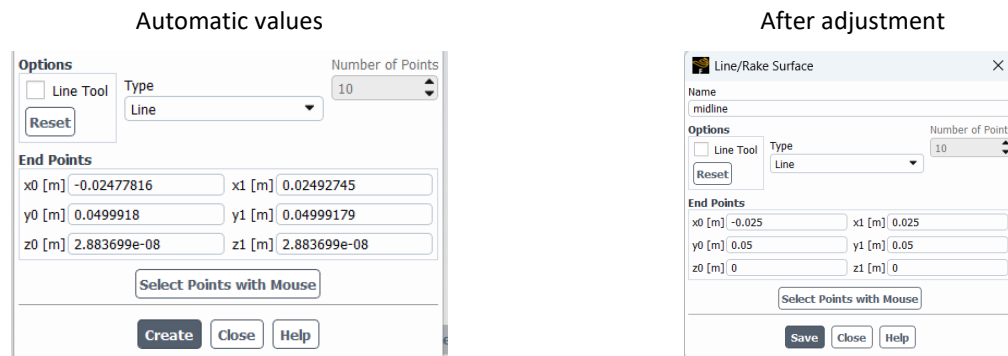 Automatic values
Options
Number of Points
Line Tool
Type
10
Line
Reset
End Points
x0 [m] -0.02477816 x1 [m] 0.02492745
y0 [m] 0.0499918 y1 [m] 0.04999179
z0 [m] 2.883699e-08 z1 [m] 2.883699e-08
Select Points with Mouse
Create Close Help
After adjustment
Line/Rake Surface
Name
midline
Options
Number of Point
Line Tool
Type
10
Line
Reset
End Points
x0 [m] -0.025 x1 [m] 0.025
y0 [m] 0.05 y1 [m] 0.05
z0 [m] 0 z1 [m] 0
Select Points with Mouse
Save Close Help